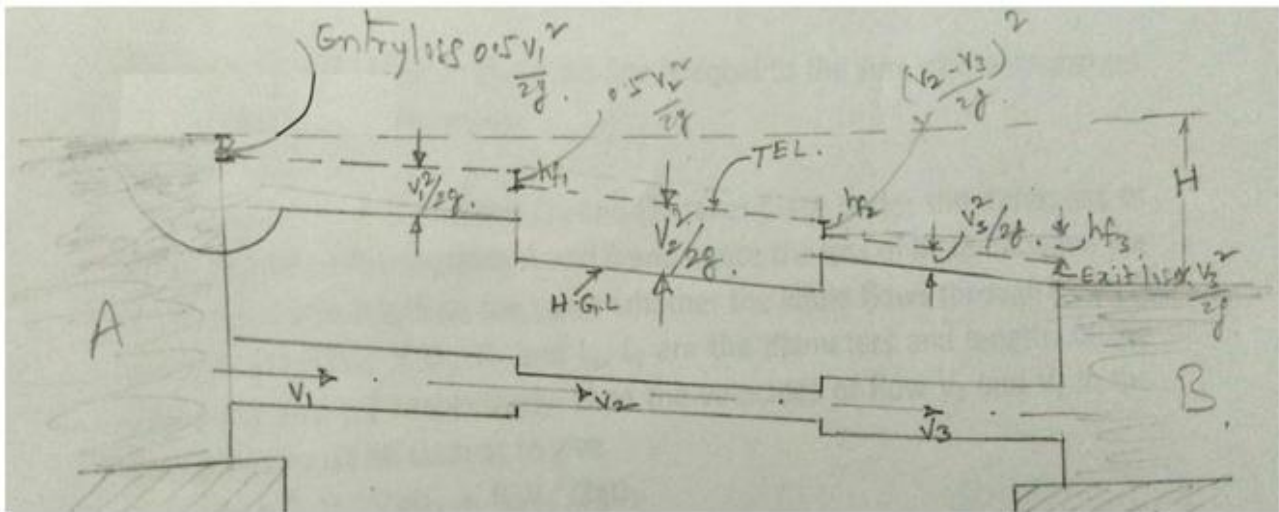 Entry loss 0.5 V₁²/2g.
0.5 V₂²/2g
(V₂-V₃)²/2g
TEL.
hf₁
V₁²/2g.
V₂²/2g.
hf₂
V₃²/2g.
hf₃
H
Exit loss V₃²/2g
H.G.L
A
B
V₁
V₂
V₃